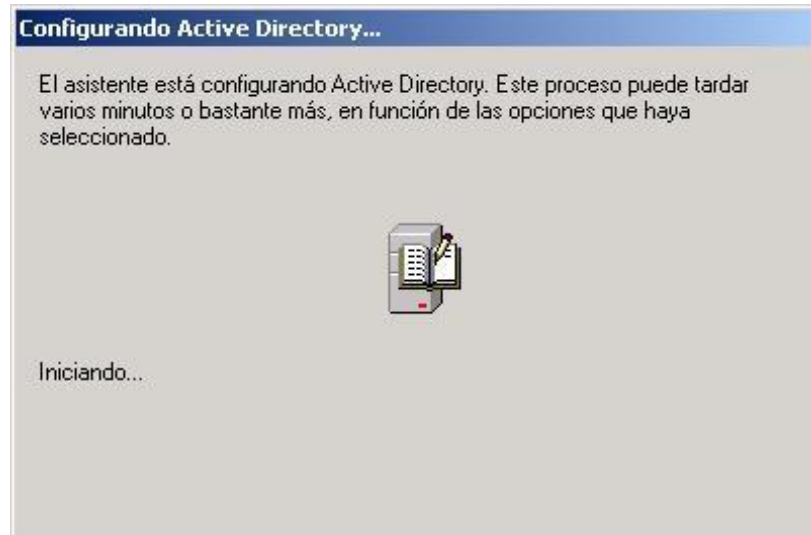 Configurando Active Directory...
El asistente está configurando Active Directory. Este proceso puede tardar
varios minutos o bastante más, en función de las opciones que haya
seleccionado.
Iniciando...